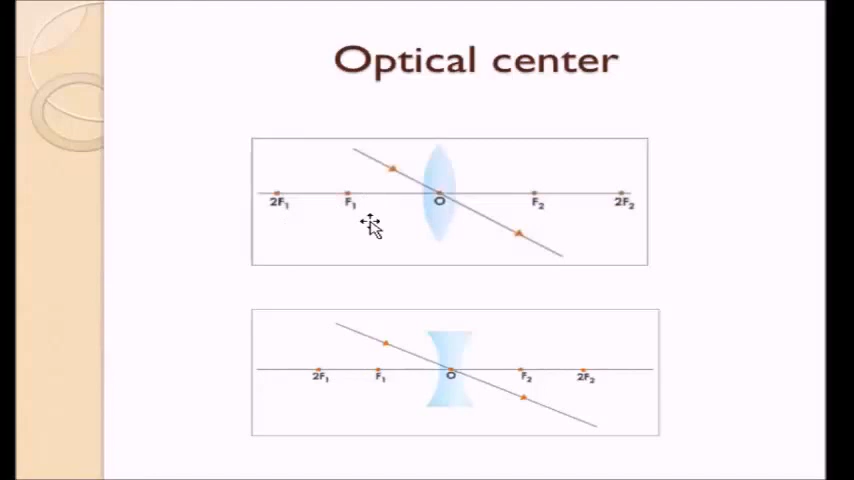 Optical center
2F₁ F₁ O F₂ 2F₂
2F₁ F₁ O F₂ 2F₂